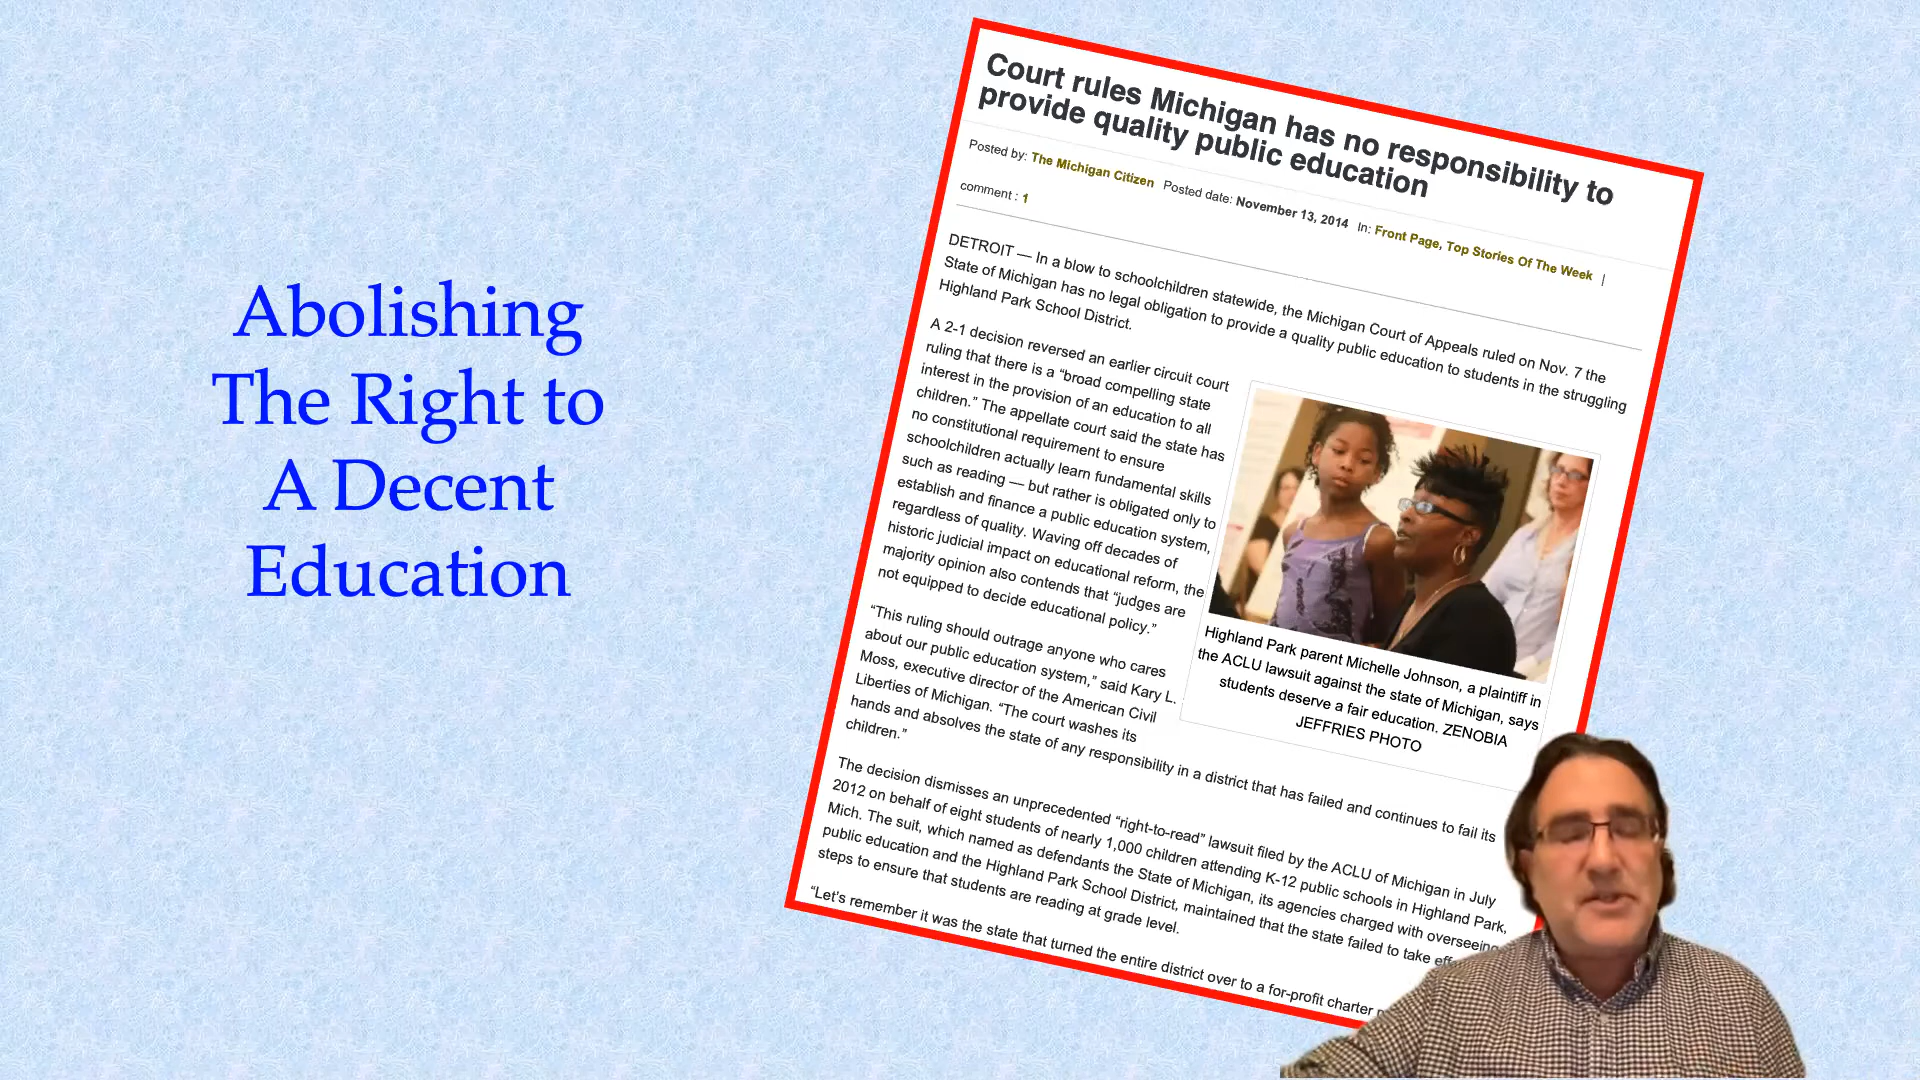 Abolishing
The Right to
A Decent
Education
Court rules Michigan has no responsibility to
provide quality public education
Posted by: The Michigan Citizen Posted date: November 13, 2014 In: Front Page, Top Stories Of The Week |
comment : 1
DETROIT — In a blow to schoolchildren statewide, the Michigan Court of Appeals ruled on Nov. 7 the
State of Michigan has no legal obligation to provide a quality public education to students in the struggling
Highland Park School District.
A 2-1 decision reversed an earlier circuit court
ruling that there is a “broad compelling state
interest in the provision of an education to all
children.” The appellate court said the state has
no constitutional requirement to ensure
schoolchildren actually learn fundamental skills
such as reading — but rather is obligated only to
establish and finance a public education system,
regardless of quality. Waving off decades of
historic judicial impact on educational reform, the
majority opinion also contends that “judges are
not equipped to decide educational policy.”
“This ruling should outrage anyone who cares
about our public education system,” said Kary L.
Moss, executive director of the American Civil
Liberties of Michigan. “The court washes its
hands and absolves the state of any responsibility in a district that has failed and continues to fail its
children.”
Highland Park parent Michelle Johnson, a plaintiff in
the ACLU lawsuit against the state of Michigan, says
students deserve a fair education. ZENOBIA
JEFFRIES PHOTO
The decision dismisses an unprecedented “right-to-read” lawsuit filed by the ACLU of Michigan in July
2012 on behalf of eight students of nearly 1,000 children attending K-12 public schools in Highland Park,
Mich. The suit, which named as defendants the State of Michigan, its agencies charged with overseeing
public education and the Highland Park School District, maintained that the state failed to take
steps to ensure that students are reading at grade level.
“Let’s remember it was the state that turned the entire district over to a for-profit charter